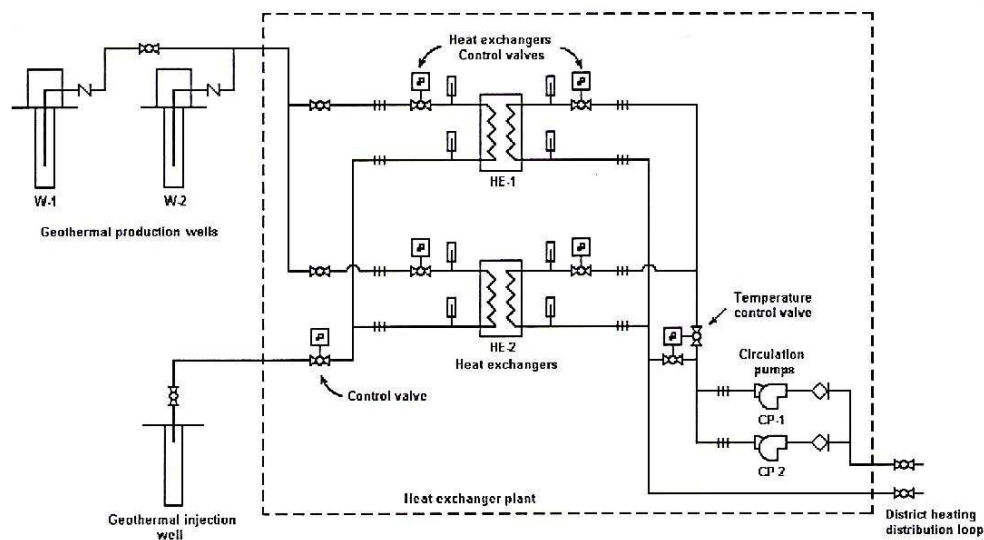 Heat exchangers
Control valves
W-1
W-2
HE-1
Geothermal production wells
Temperature
control valve
HE-2
Heat exchangers
Control valve
Circulation
pumps
CP-1
CP 2
Heat exchanger plant
Geothermal injection
well
District heating
distribution loop